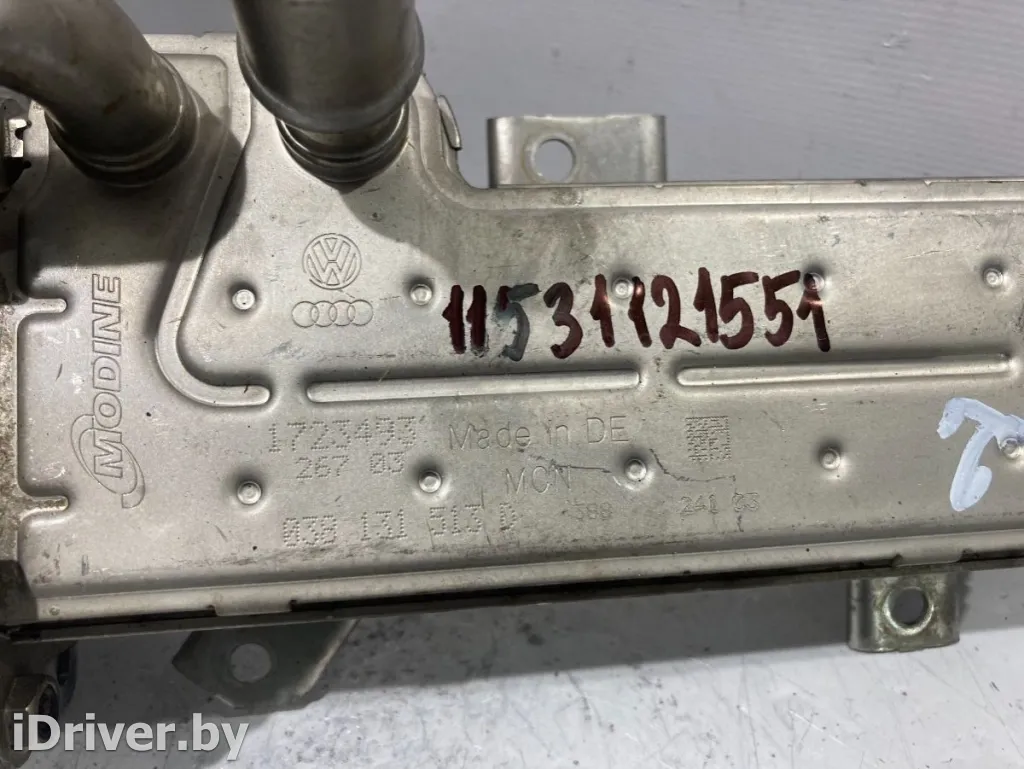 11531121551
MODINE
1723493 Made in DE
267 03
MCN
038 131 513 D 388 241 03
iDriver.by